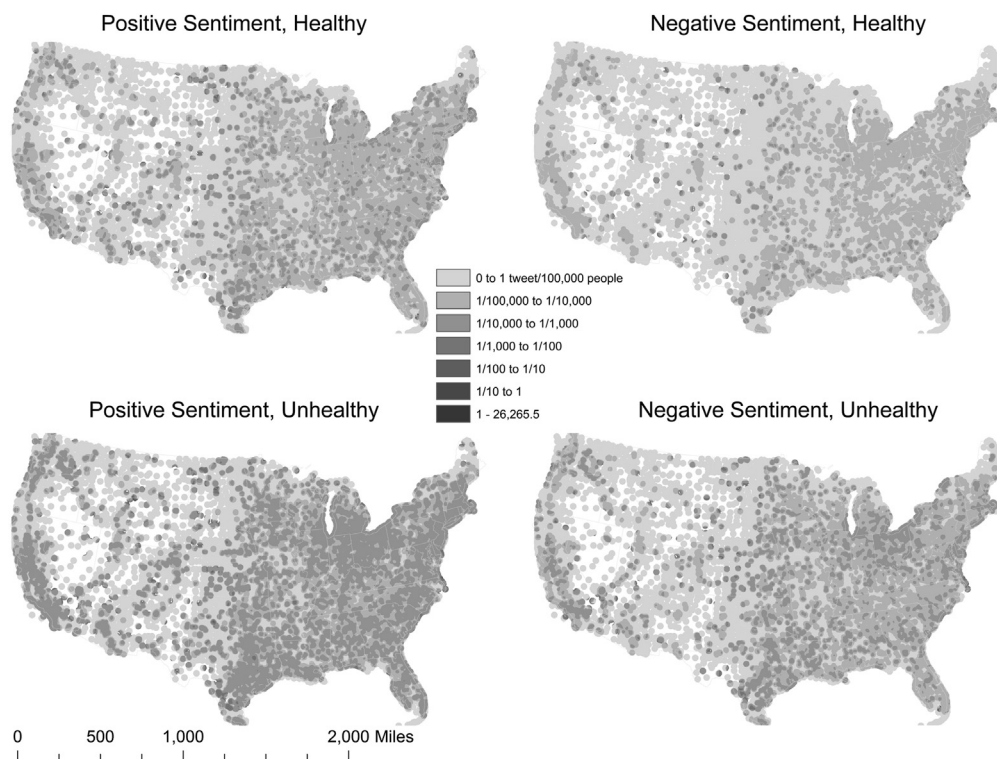 Positive Sentiment, Healthy
Negative Sentiment, Healthy
0 to 1 tweet/100,000 people
1/100,000 to 1/10,000
1/10,000 to 1/1,000
1/1,000 to 1/100
1/100 to 1/10
1/10 to 1
1 - 26,265.5
Positive Sentiment, Unhealthy
Negative Sentiment, Unhealthy
0 500 1,000 2,000 Miles